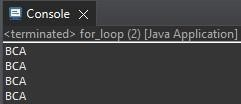 Console
<terminated> for_loop (2) [Java Application]
BCA
BCA
BCA
BCA